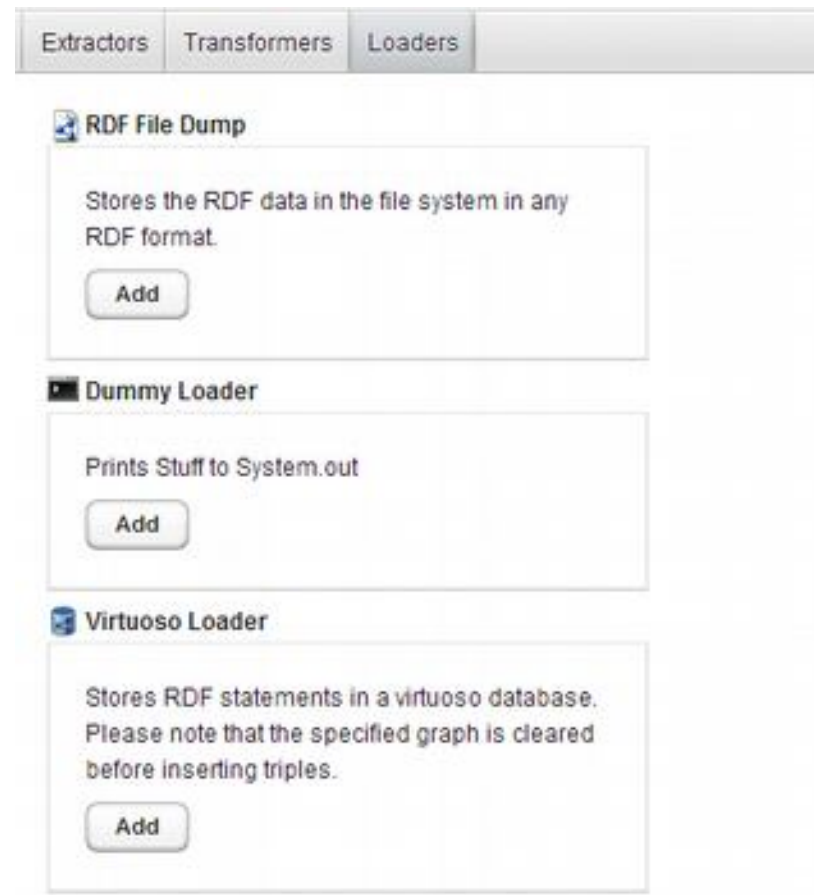 Extractors Transformers Loaders
RDF File Dump
Stores the RDF data in the file system in any
RDF format.
Add
Dummy Loader
Prints Stuff to System.out
Add
Virtuoso Loader
Stores RDF statements in a virtuoso database.
Please note that the specified graph is cleared
before inserting triples.
Add